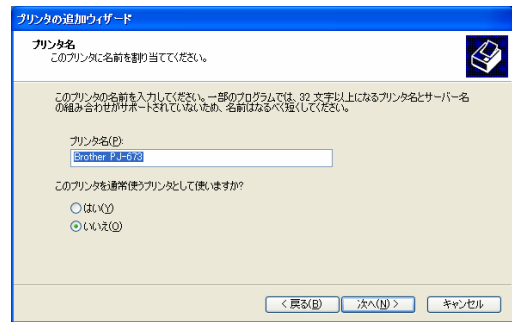 プリンタの追加ウィザード
プリンタ名
このプリンタに名前を割り当ててください。
このプリンタの名前を入力してください。一部のプログラムでは、32 文字以上になるプリンタ名とサーバー名
の組み合わせがサポートされていないため、名前はなるべく短くしてください。
プリンタ名(P):
Brother PJ-673
このプリンタを通常使うプリンタとして使いますか?
はい(Y)
いいえ(O)
< 戻る(B)
次へ(N) >
キャンセル